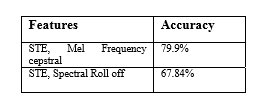 Features Accuracy
STE, Mel Frequency 79.9%
cepstral
STE, Spectral Roll off 67.84%